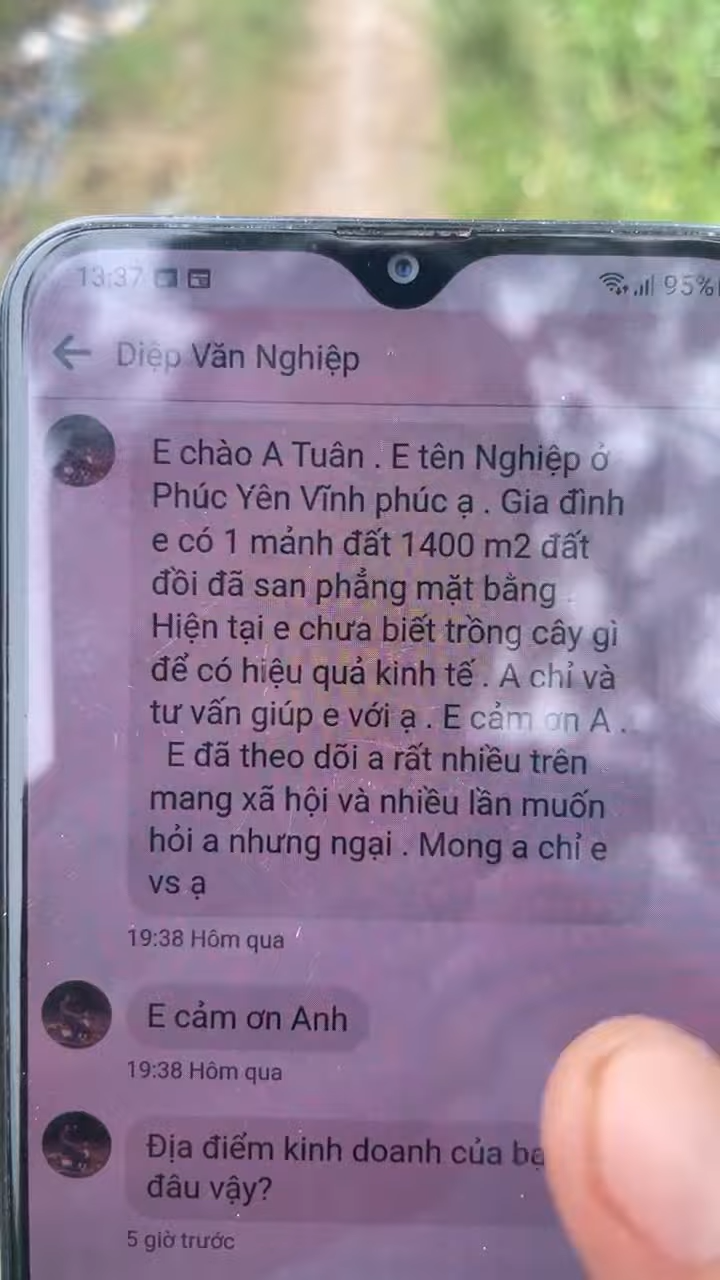 13:37
95%
Diệp Văn Nghiệp
E chào A Tuân . E tên Nghiệp ở
Phúc Yên Vĩnh phúc ạ . Gia đình
e có 1 mảnh đất 1400 m2 đất
đồi đã san phẳng mặt bằng .
Hiện tại e chưa biết trồng cây gì
để có hiệu quả kinh tế . A chỉ và
tư vấn giúp e với ạ . E cảm ơn A .
E đã theo dõi a rất nhiều trên
mang xã hội và nhiều lần muốn
hỏi a nhưng ngại . Mong a chỉ e
vs ạ
19:38 Hôm qua
E cảm ơn Anh
19:38 Hôm qua
Địa điểm kinh doanh của
đâu vậy?
5 giờ trước